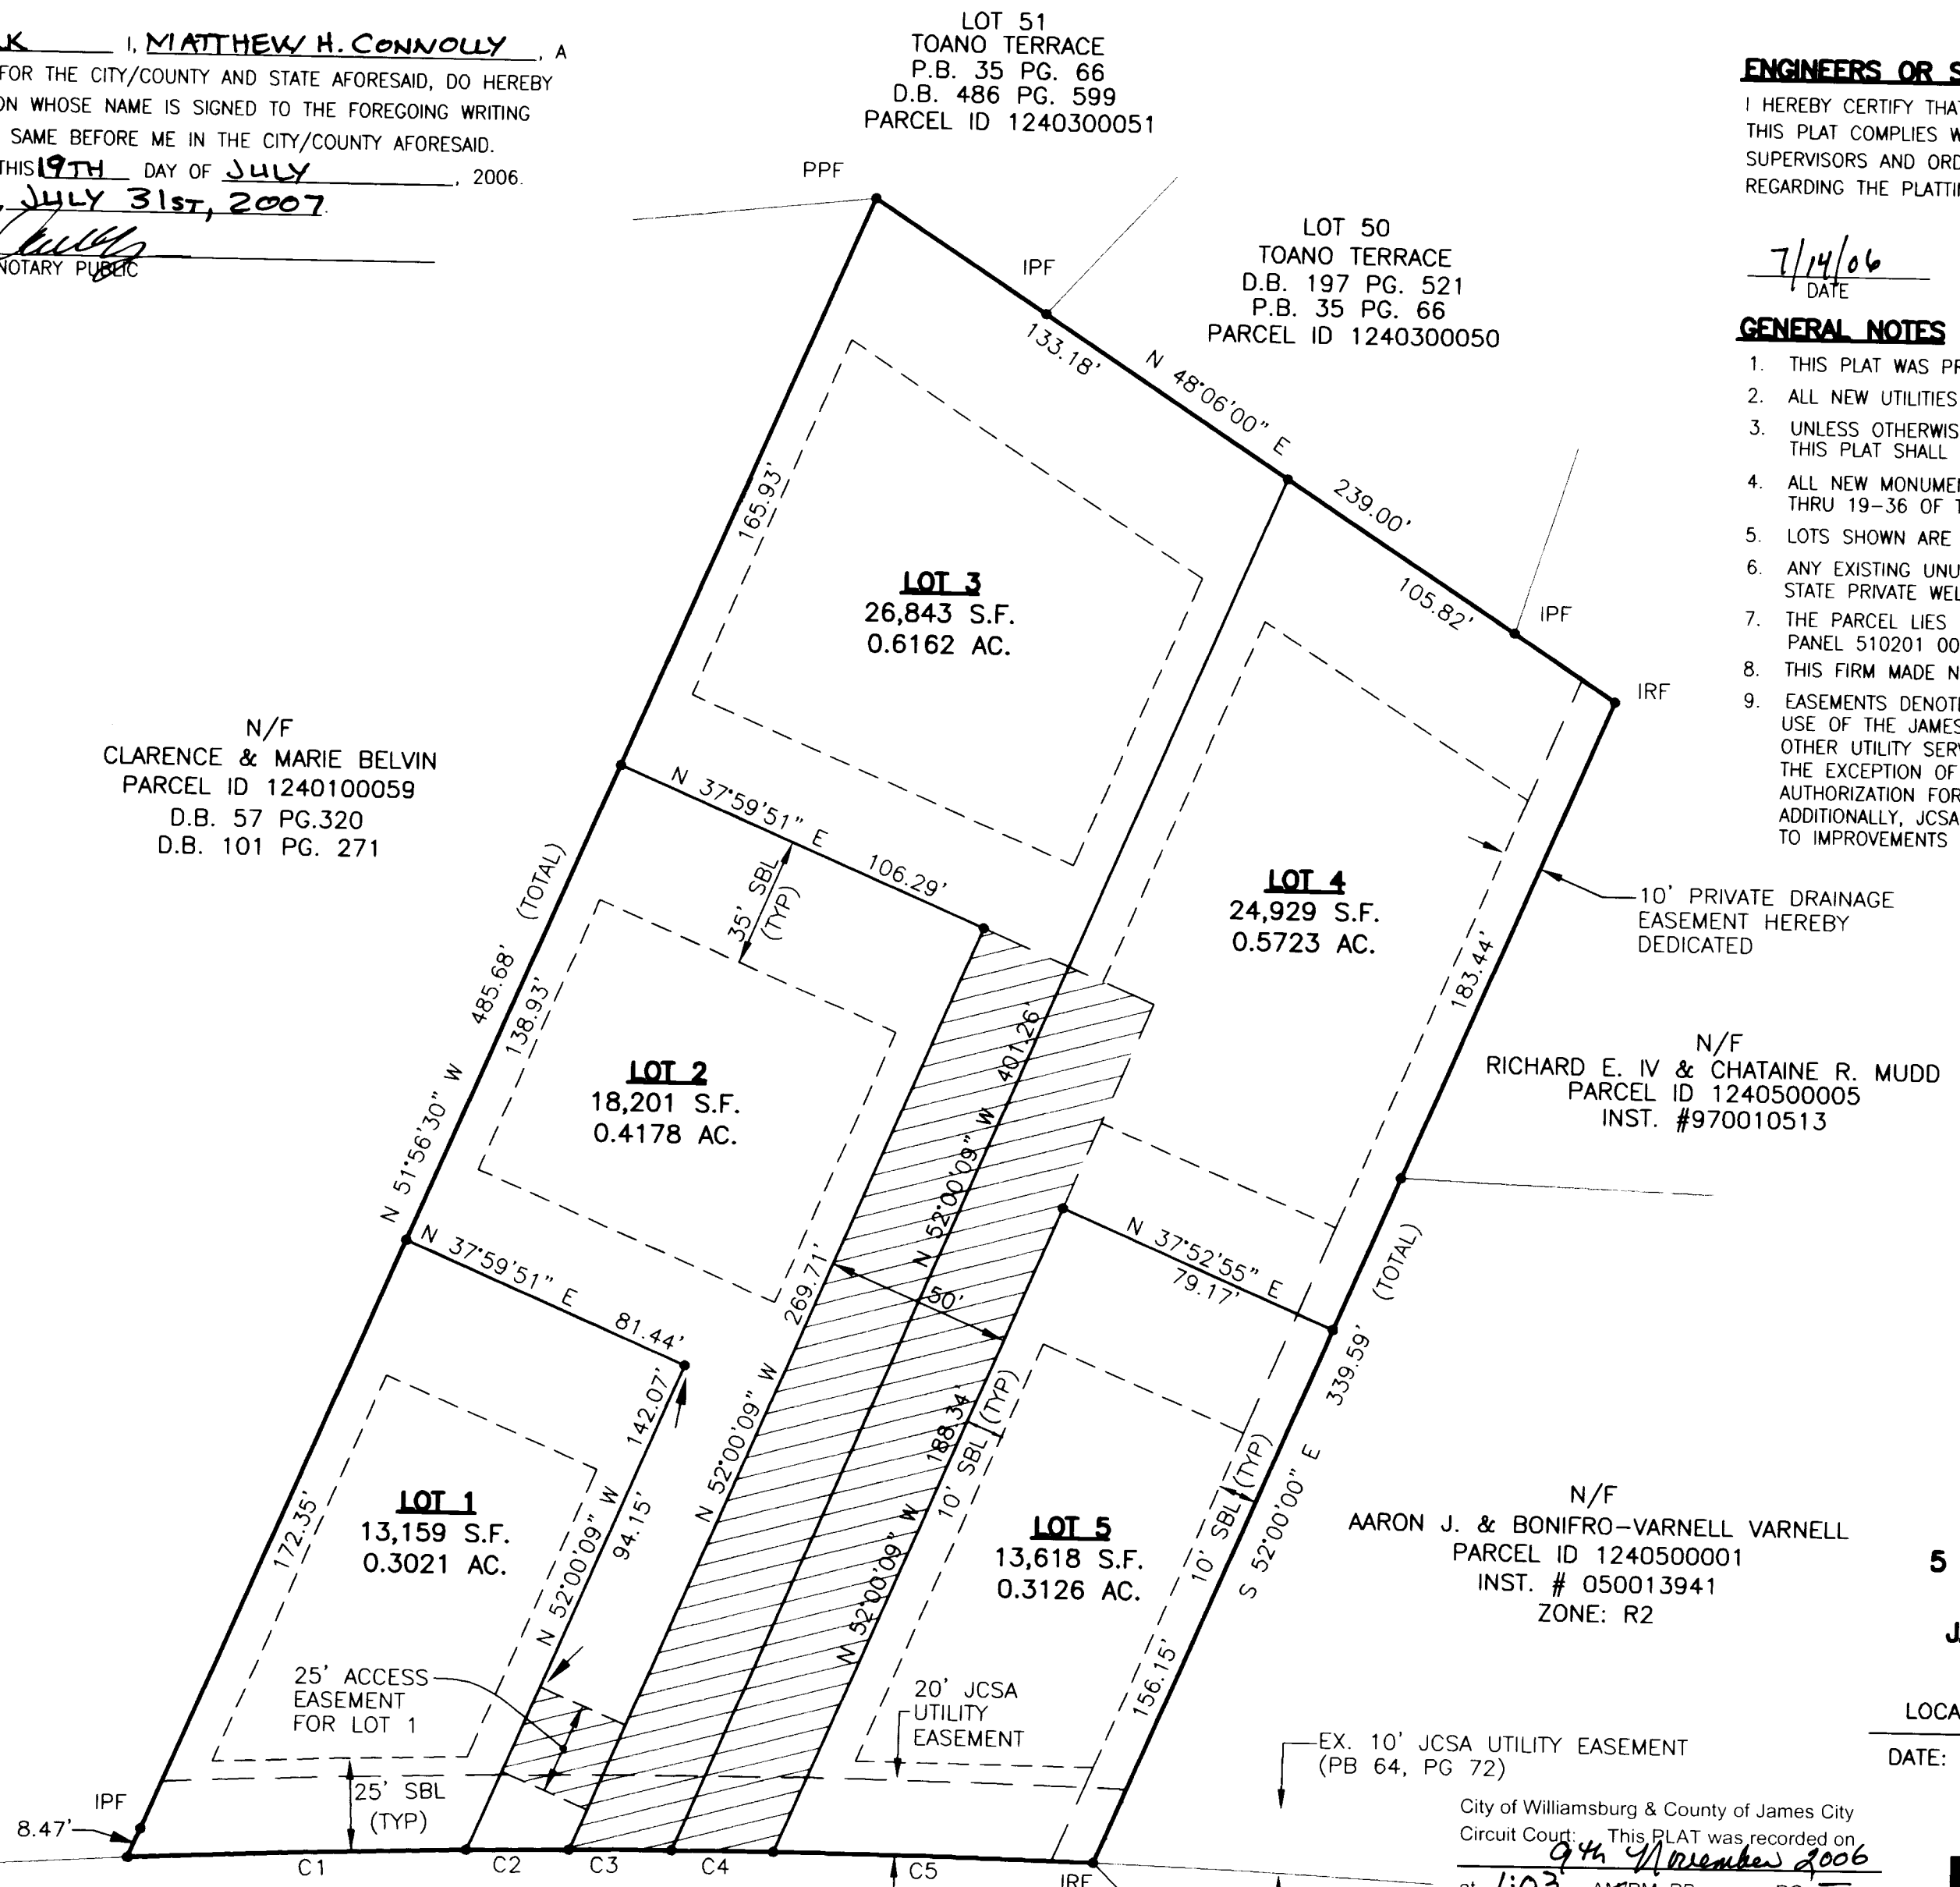 I, MATTHEW H. CONNOLLY, A
FOR THE CITY/COUNTY AND STATE AFORESAID, DO HEREBY
ON WHOSE NAME IS SIGNED TO THE FOREGOING WRITING
SAME BEFORE ME IN THE CITY/COUNTY AFORESAID.
THIS 19TH DAY OF JULY, 2006.
JULY 31ST, 2007.
NOTARY PUBLIC
LOT 51
TOANO TERRACE
P.B. 35 PG. 66
D.B. 486 PG. 599
PARCEL ID 1240300051
PPF
IPF
LOT 50
TOANO TERRACE
D.B. 197 PG. 521
P.B. 35 PG. 66
PARCEL ID 1240300050
ENGINEERS OR S
I HEREBY CERTIFY THA
THIS PLAT COMPLIES W
SUPERVISORS AND ORD
REGARDING THE PLATTI
7/14/06
DATE
GENERAL NOTES
1. THIS PLAT WAS PR
2. ALL NEW UTILITIES
3. UNLESS OTHERWIS
THIS PLAT SHALL
4. ALL NEW MONUME
THRU 19-36 OF T
5. LOTS SHOWN ARE
6. ANY EXISTING UNU
STATE PRIVATE WEL
7. THE PARCEL LIES
PANEL 510201 00
8. THIS FIRM MADE N
9. EASEMENTS DENOT
USE OF THE JAMES
OTHER UTILITY SER
THE EXCEPTION OF
AUTHORIZATION FOR
ADDITIONALLY, JCSA
TO IMPROVEMENTS
133.18'
N 48°06'00" E
239.00'
105.82'
IPF
IRF
165.93'
LOT 3
26,843 S.F.
0.6162 AC.
N/F
CLARENCE & MARIE BELVIN
PARCEL ID 1240100059
D.B. 57 PG.320
D.B. 101 PG. 271
N 37°59'51" E
106.29'
35' SBL
(TYP)
LOT 4
24,929 S.F.
0.5723 AC.
10' PRIVATE DRAINAGE
EASEMENT HEREBY
DEDICATED
183.44'
N 51°56'30" W 485.68' (TOTAL)
138.93'
LOT 2
18,201 S.F.
0.4178 AC.
N 52°00'09" W 401.26'
N/F
RICHARD E. IV & CHATAINE R. MUDD
PARCEL ID 1240500005
INST. #970010513
N 37°59'51" E
81.44'
N 52°00'09" W 269.71'
50'
N 37°52'55" E
79.17'
S 52°00'00" E 339.59' (TOTAL)
142.07'
N 52°00'09" W
94.15'
172.35'
LOT 1
13,159 S.F.
0.3021 AC.
N 52°00'09" W 188.34'
10' SBL (TYP)
LOT 5
13,618 S.F.
0.3126 AC.
10' SBL (TYP)
156.15'
N/F
AARON J. & BONIFRO-VARNELL VARNELL
PARCEL ID 1240500001
INST. # 050013941
ZONE: R2
5
J
25' ACCESS
EASEMENT
FOR LOT 1
20' JCSA
UTILITY
EASEMENT
EX. 10' JCSA UTILITY EASEMENT
(PB 64, PG 72)
LOCA
DATE:
25' SBL
(TYP)
IPF
8.47'
C1
C2
C3
C4
C5
IRF
City of Williamsburg & County of James City
Circuit Court: This PLAT was recorded on
9th November 2006
at 1:03